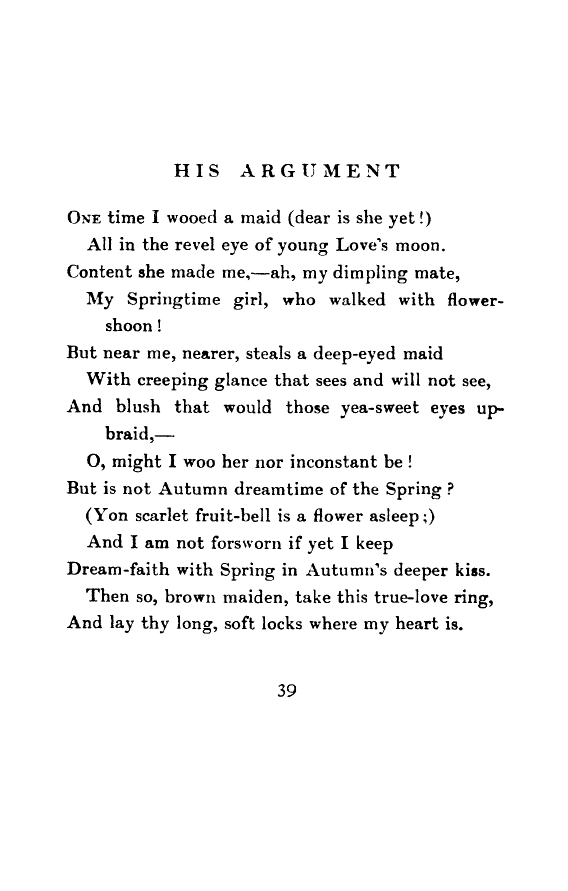 HIS ARGUMENT
ONE time I wooed a maid (dear is she yet!)
All in the revel eye of young Love's moon.
Content she made me,—ah, my dimpling mate,
My Springtime girl, who walked with flower-
shoon!
But near me, nearer, steals a deep-eyed maid
With creeping glance that sees and will not see,
And blush that would those yea-sweet eyes up-
braid,—
O, might I woo her nor inconstant be!
But is not Autumn dreamtime of the Spring?
(Yon scarlet fruit-bell is a flower asleep;)
And I am not forsworn if yet I keep
Dream-faith with Spring in Autumn's deeper kiss.
Then so, brown maiden, take this true-love ring,
And lay thy long, soft locks where my heart is.
39